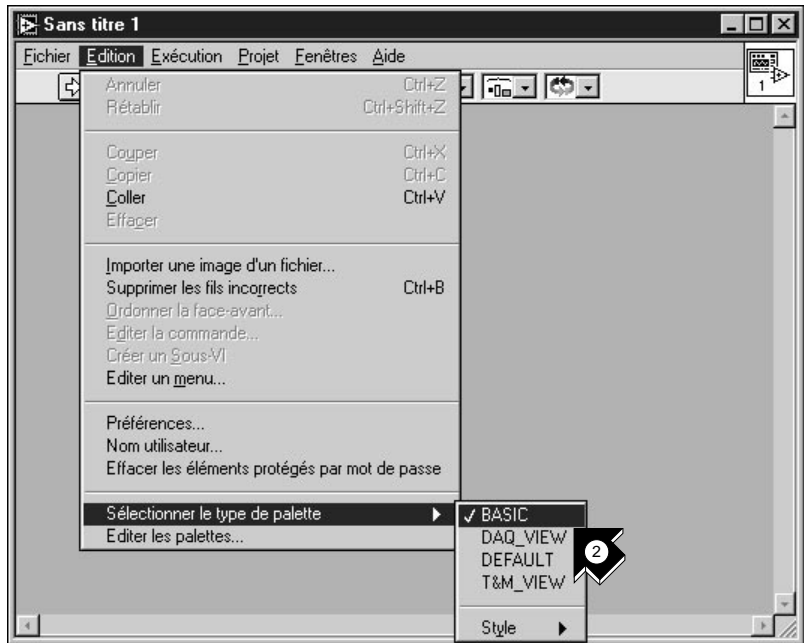 Sans titre 1
Fichier Edition Exécution Projet Fenêtres Aide
1
Annuler Ctrl+Z
Rétablir Ctrl+Shift+Z
Couper Ctrl+X
Copier Ctrl+C
Coller Ctrl+V
Effacer
Importer une image d'un fichier...
Supprimer les fils incorrects Ctrl+B
Ordonner la face-avant...
Editer la commande...
Créer un Sous-VI
Editer un menu...
Préférences...
Nom utilisateur...
Effacer les éléments protégés par mot de passe
Sélectionner le type de palette
Editer les palettes...
✓ BASIC
DAQ_VIEW
DEFAULT
T&M_VIEW
2
Style